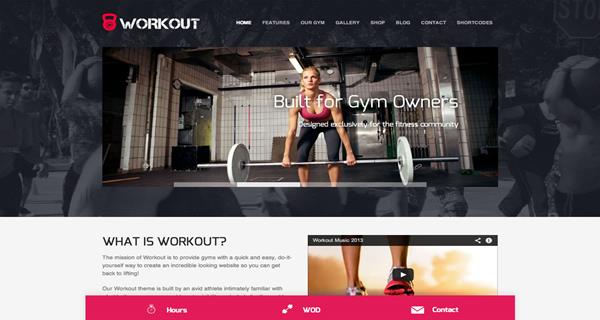 WORKOUT
HOME FEATURES OUR GYM GALLERY SHOP BLOG CONTACT SHORTCODES
Built for Gym Owners
Designed exclusively for the fitness community
WHAT IS WORKOUT?
The mission of Workout is to provide gyms with a quick and easy, do-it-
yourself way to create an incredible looking website so you can get
back to lifting!
Our Workout theme is built by an avid athlete intimately familiar with
Workout Music 2013
Hours WOD Contact